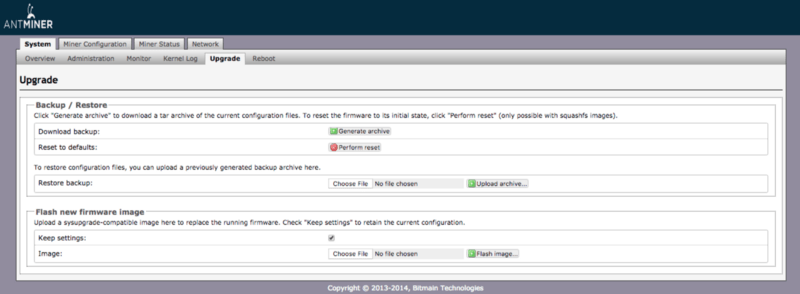 ANTMINER
System Miner Configuration Miner Status Network
Overview Administration Monitor Kernel Log Upgrade Reboot
Upgrade
Backup / Restore
Click "Generate archive" to download a tar archive of the current configuration files. To reset the firmware to its initial state, click "Perform reset" (only possible with squashfs images).
Download backup: Generate archive
Reset to defaults: Perform reset
To restore configuration files, you can upload a previously generated backup archive here.
Restore backup: Choose File No file chosen Upload archive...
Flash new firmware image
Upload a sysupgrade-compatible image here to replace the running firmware. Check "Keep settings" to retain the current configuration.
Keep settings:
Image: Choose File No file chosen Flash image...
Copyright © 2013-2014, Bitmain Technologies